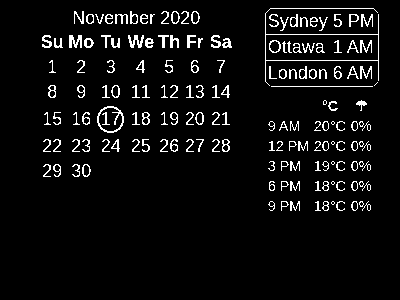 November 2020
Su Mo Tu We Th Fr Sa
1 2 3 4 5 6 7
8 9 10 11 12 13 14
15 16 17 18 19 20 21
22 23 24 25 26 27 28
29 30
Sydney 5 PM
Ottawa 1 AM
London 6 AM
°C ☂
9 AM 20°C 0%
12 PM 20°C 0%
3 PM 19°C 0%
6 PM 18°C 0%
9 PM 18°C 0%